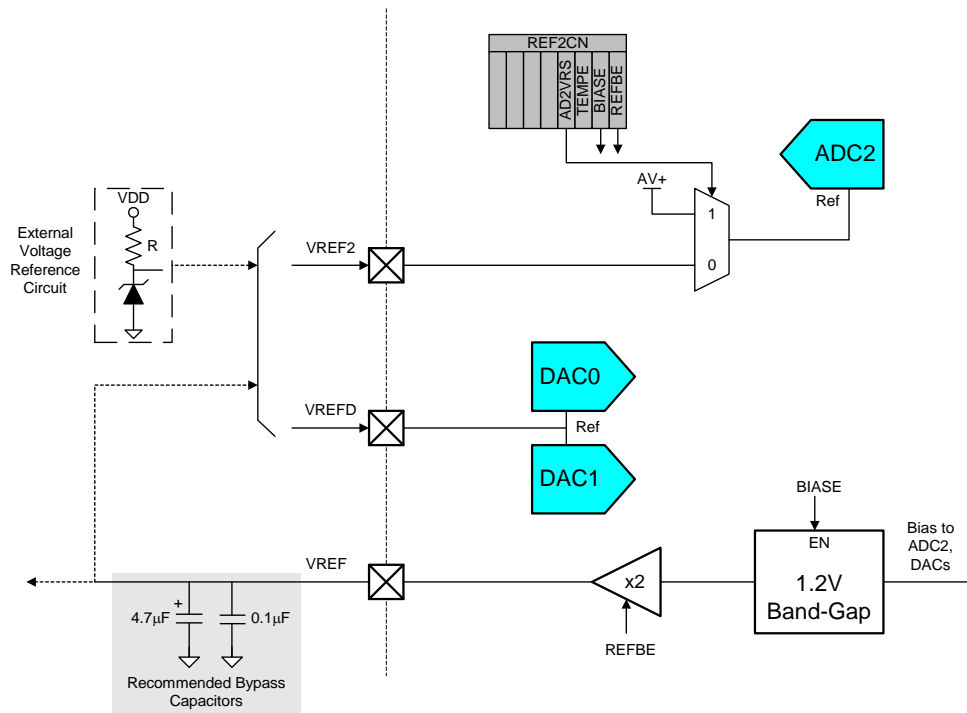 REF2CN
AD2VRS
TEMPE
BIASE
REFBE
ADC2
Ref
AV+
1
0
VDD
R
External
Voltage
Reference
Circuit
VREF2
DAC0
VREFD
Ref
DAC1
BIASE
EN
1.2V
Band-Gap
Bias to
ADC2,
DACs
VREF
x2
REFBE
+
4.7μF
0.1μF
Recommended Bypass
Capacitors